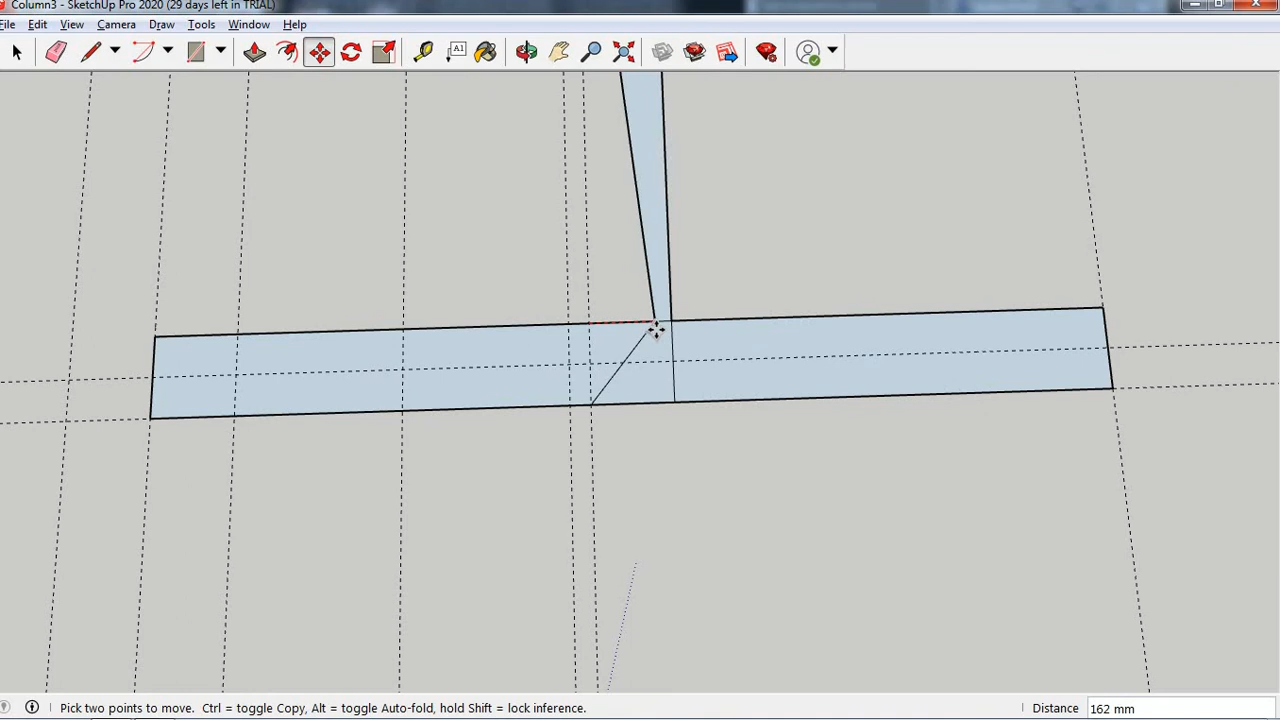 Column3 - SketchUp Pro 2020 (29 days left in TRIAL)
File Edit View Camera Draw Tools Window Help
A1
Pick two points to move. Ctrl = toggle Copy, Alt = toggle Auto-fold, hold Shift = lock inference.
Distance 162 mm